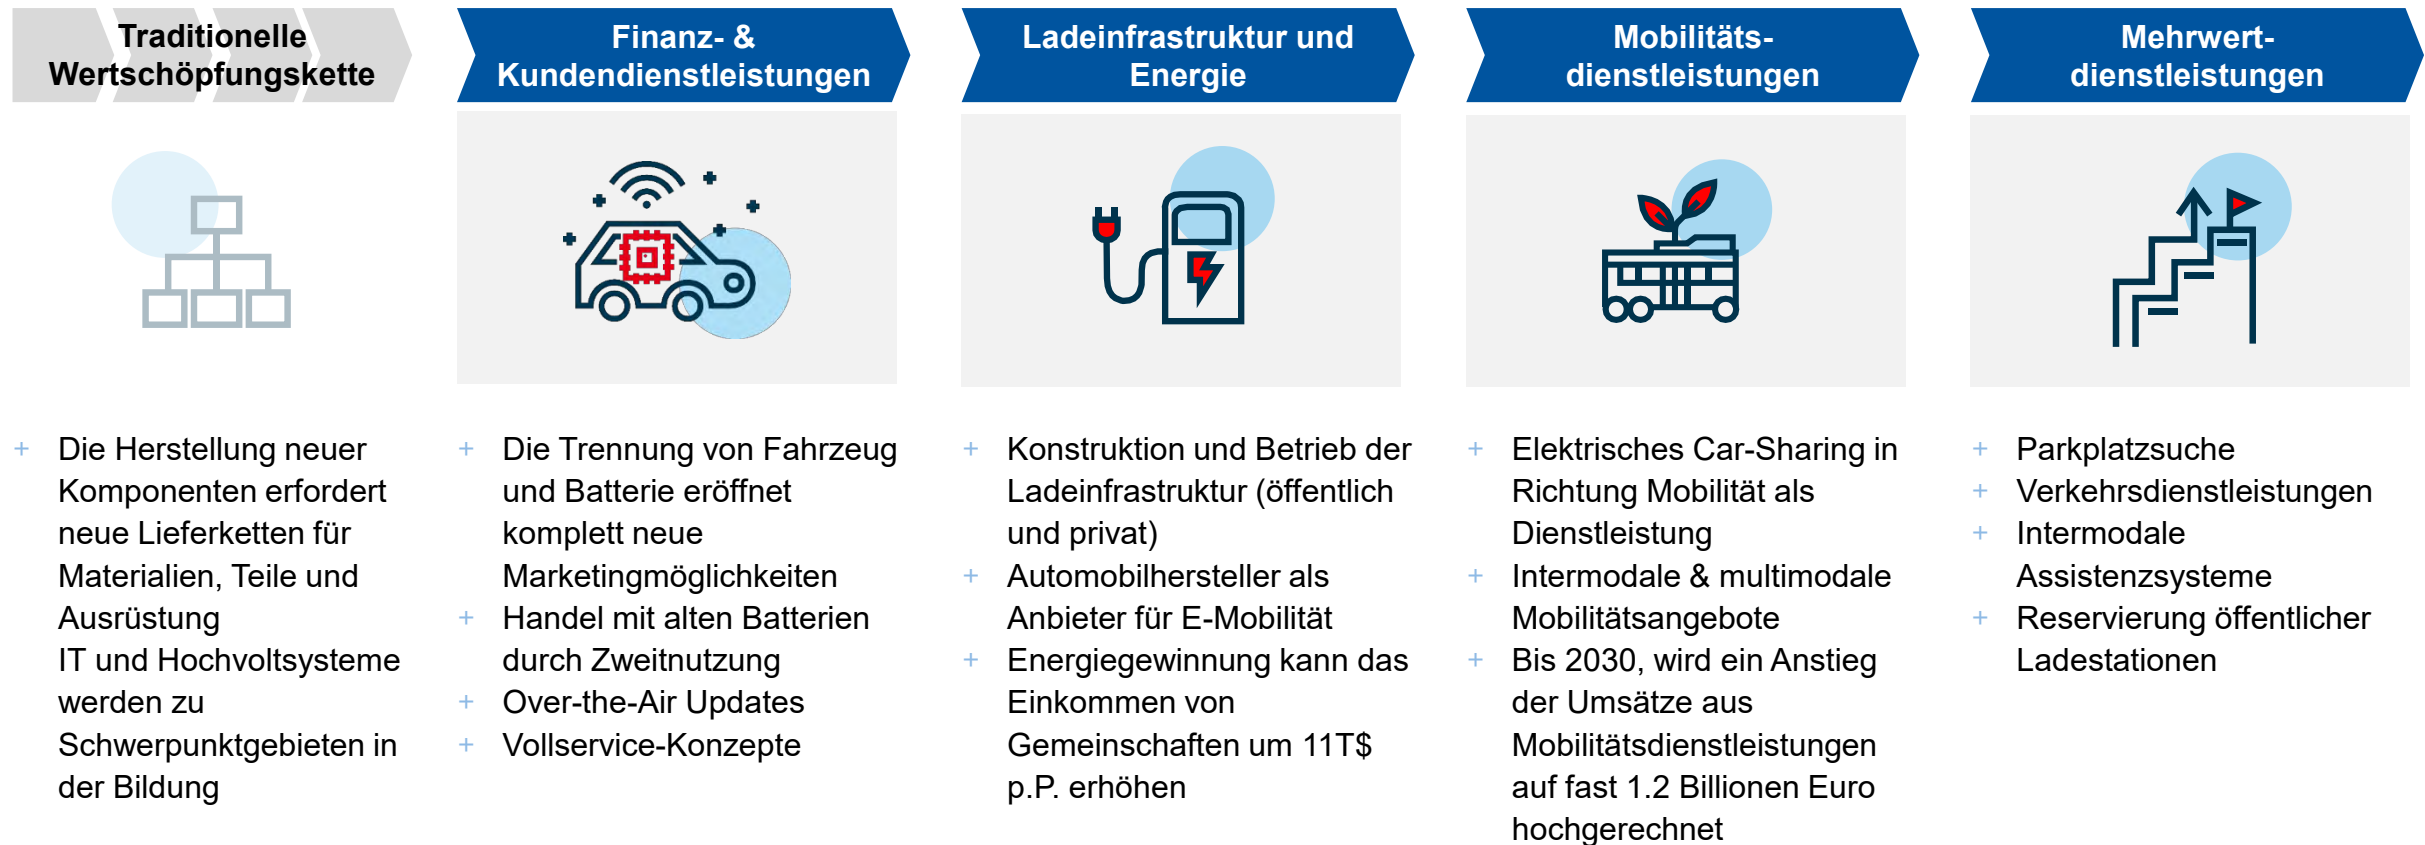 Traditionelle
Wertschöpfungskette
Finanz- &
Kundendienstleistungen
Ladeinfrastruktur und
Energie
Mobilitäts-
dienstleistungen
Mehrwert-
dienstleistungen
+ Die Herstellung neuer
Komponenten erfordert
neue Lieferketten für
Materialien, Teile und
Ausrüstung
IT und Hochvoltsysteme
werden zu
Schwerpunktgebieten in
der Bildung
+ Die Trennung von Fahrzeug
und Batterie eröffnet
komplett neue
Marketingmöglichkeiten
+ Handel mit alten Batterien
durch Zweitnutzung
+ Over-the-Air Updates
+ Vollservice-Konzepte
+ Konstruktion und Betrieb der
Ladeinfrastruktur (öffentlich
und privat)
+ Automobilhersteller als
Anbieter für E-Mobilität
+ Energiegewinnung kann das
Einkommen von
Gemeinschaften um 11T$
p.P. erhöhen
+ Elektrisches Car-Sharing in
Richtung Mobilität als
Dienstleistung
+ Intermodale & multimodale
Mobilitätsangebote
+ Bis 2030, wird ein Anstieg
der Umsätze aus
Mobilitätsdienstleistungen
auf fast 1.2 Billionen Euro
hochgerechnet
+ Parkplatzsuche
+ Verkehrsdienstleistungen
+ Intermodale
Assistenzsysteme
+ Reservierung öffentlicher
Ladestationen